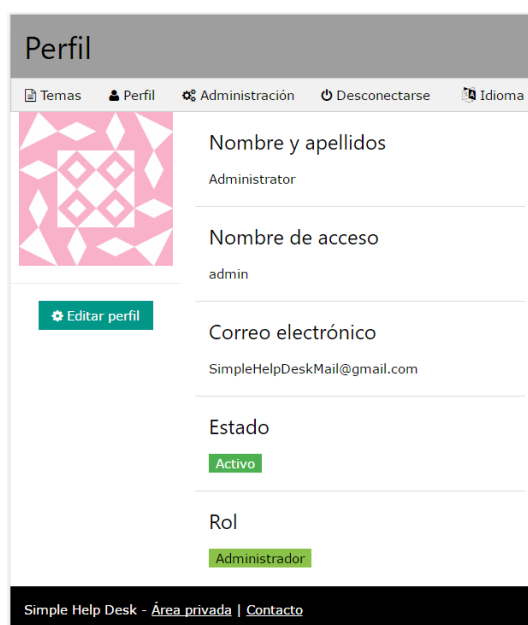 Perfil
Temas Perfil Administración Desconectarse Idioma
Nombre y apellidos
Administrator
Nombre de acceso
admin
Editar perfil
Correo electrónico
SimpleHelpDeskMail@gmail.com
Estado
Activo
Rol
Administrador
Simple Help Desk - Área privada | Contacto